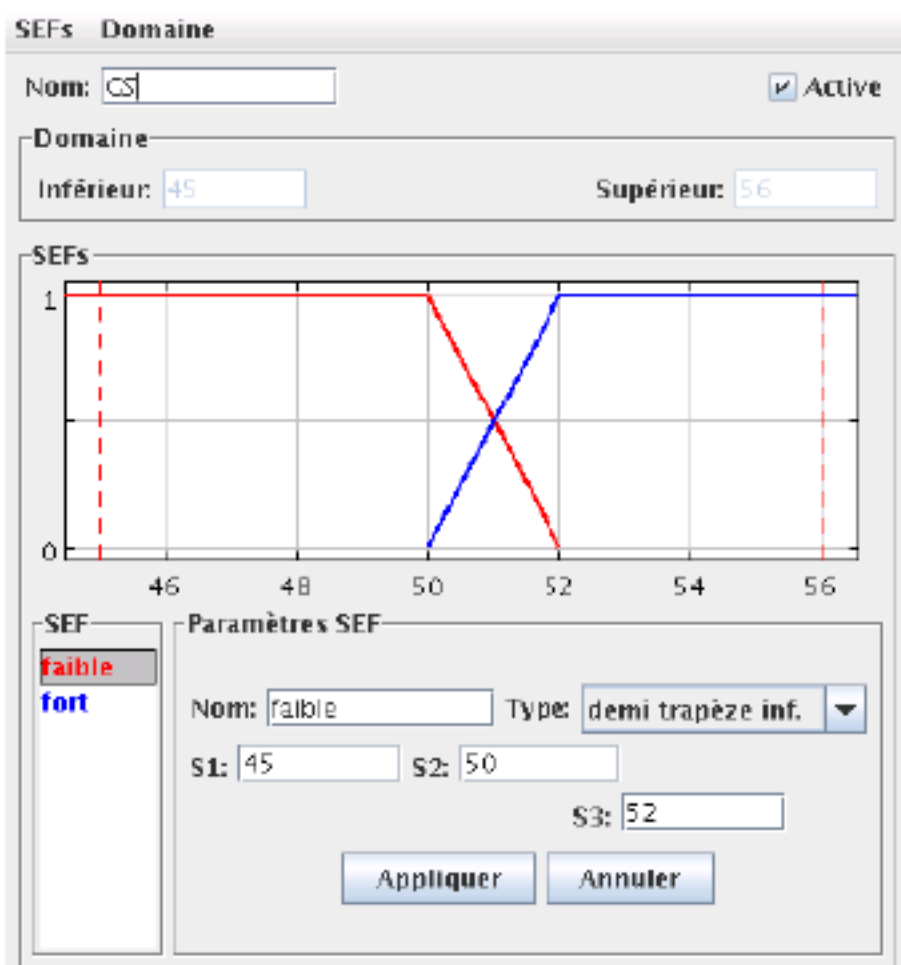 SEFs Domaine
Nom: CS Active
Domaine
Inférieur: 45 Supérieur: 56
SEFs
1
0
46 48 50 52 54 56
SEF Paramètres SEF
faible
fort
Nom: faible Type: demi trapèze inf.
S1: 45 S2: 50
S3: 52
Appliquer Annuler